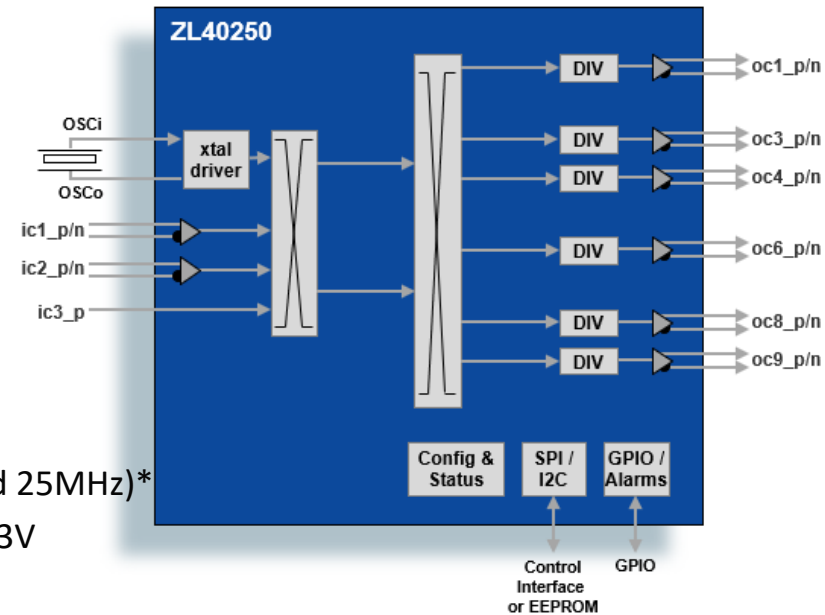 ZL40250
OSCi
OSCo
xtal
driver
ic1_p/n
ic2_p/n
ic3_p
DIV
oc1_p/n
DIV
oc3_p/n
DIV
oc4_p/n
DIV
oc6_p/n
DIV
oc8_p/n
DIV
oc9_p/n
Config &
Status
SPI /
I2C
GPIO /
Alarms
25MHz)*
3V
Control
Interface
or EEPROM
GPIO